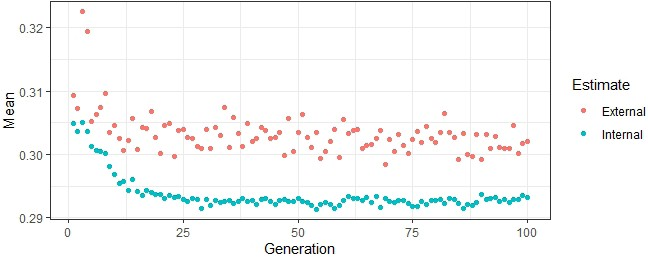 0.32
0.31
0.30
0.29
Mean
0
25
50
75
100
Generation
Estimate
External
Internal